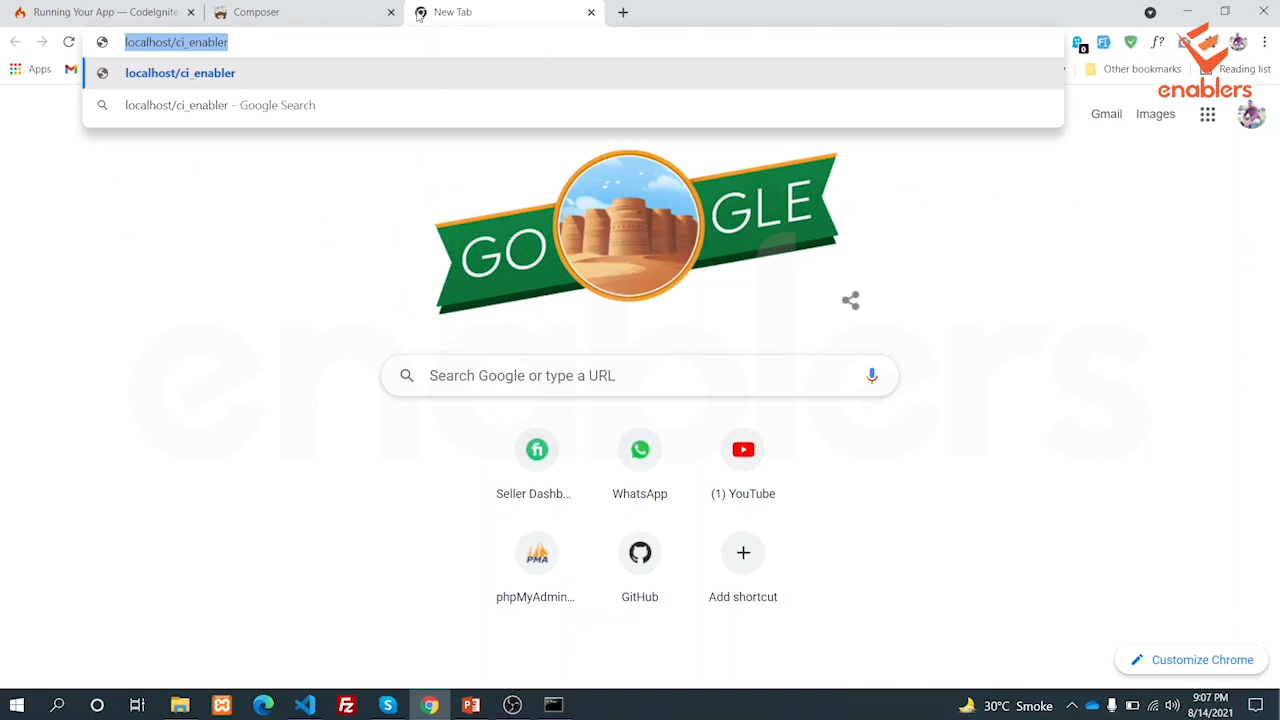 Running Your App — CodeIgnite
Composer
New Tab
localhost/ci_enabler
localhost/ci_enabler
localhost/ci_enabler - Google Search
Apps
Other bookmarks
Reading list
enablers
Gmail
Images
GO GLE
enablers
Search Google or type a URL
Seller Dashb...
WhatsApp
(1) YouTube
PMA
phpMyAdmin...
GitHub
Add shortcut
Customize Chrome
30°C Smoke
9:07 PM
8/14/2021